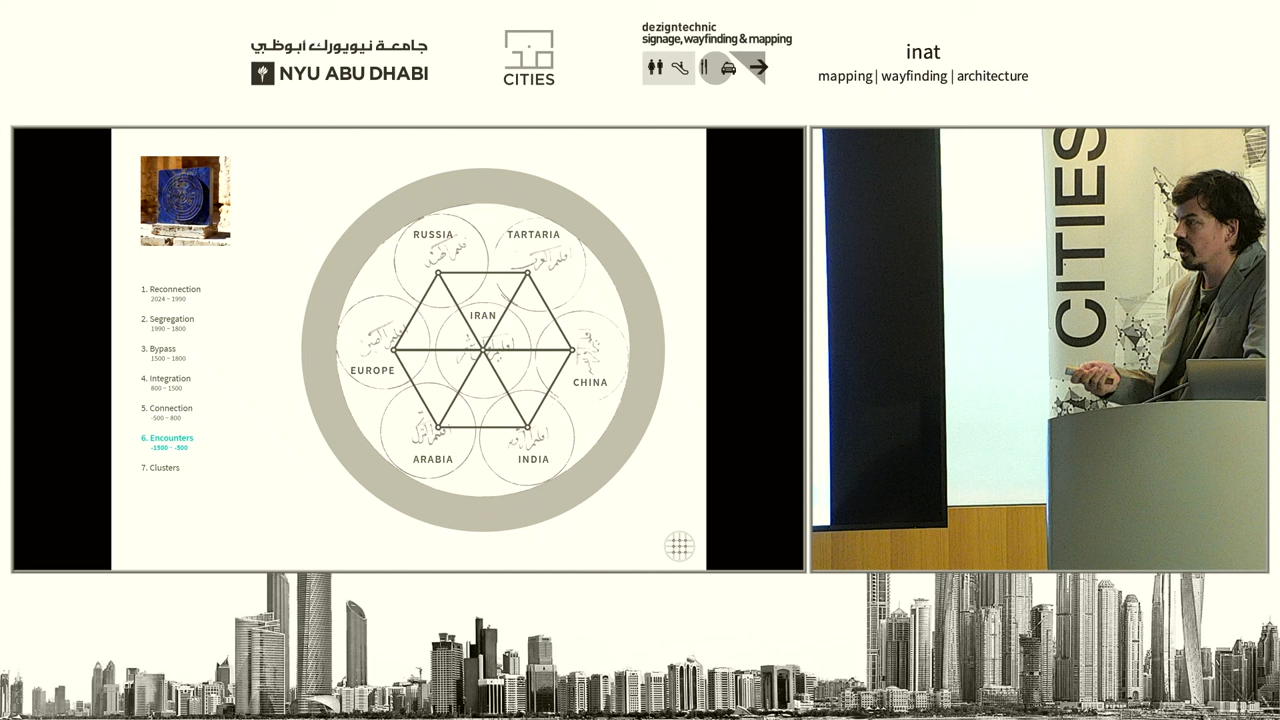 جامعـة نيويورك أبوظبي
NYU ABU DHABI
CITIES
dezigntechnic
signage, wayfinding & mapping
inat
mapping | wayfinding | architecture
1. Reconnection
2024 – 1990
2. Segregation
1990 – 1800
3. Bypass
1500 – 1800
4. Integration
800 – 1500
5. Connection
-500 – 800
6. Encounters
-1500 – -500
7. Clusters
RUSSIA
TARTARIA
IRAN
EUROPE
CHINA
ARABIA
INDIA
CITIES